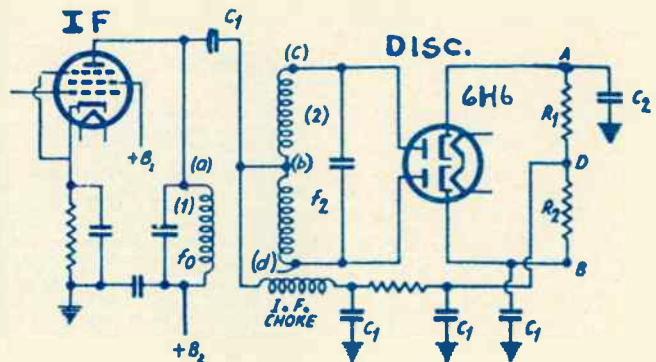 IF
C1
DISC.
6H6
(C)
A
(2)
R1
C2
+B1
(a)
(b)
D
(1)
f2
R2
f0
(d)
B
I.F.
CHOKE
C1
C1
C1
+B2